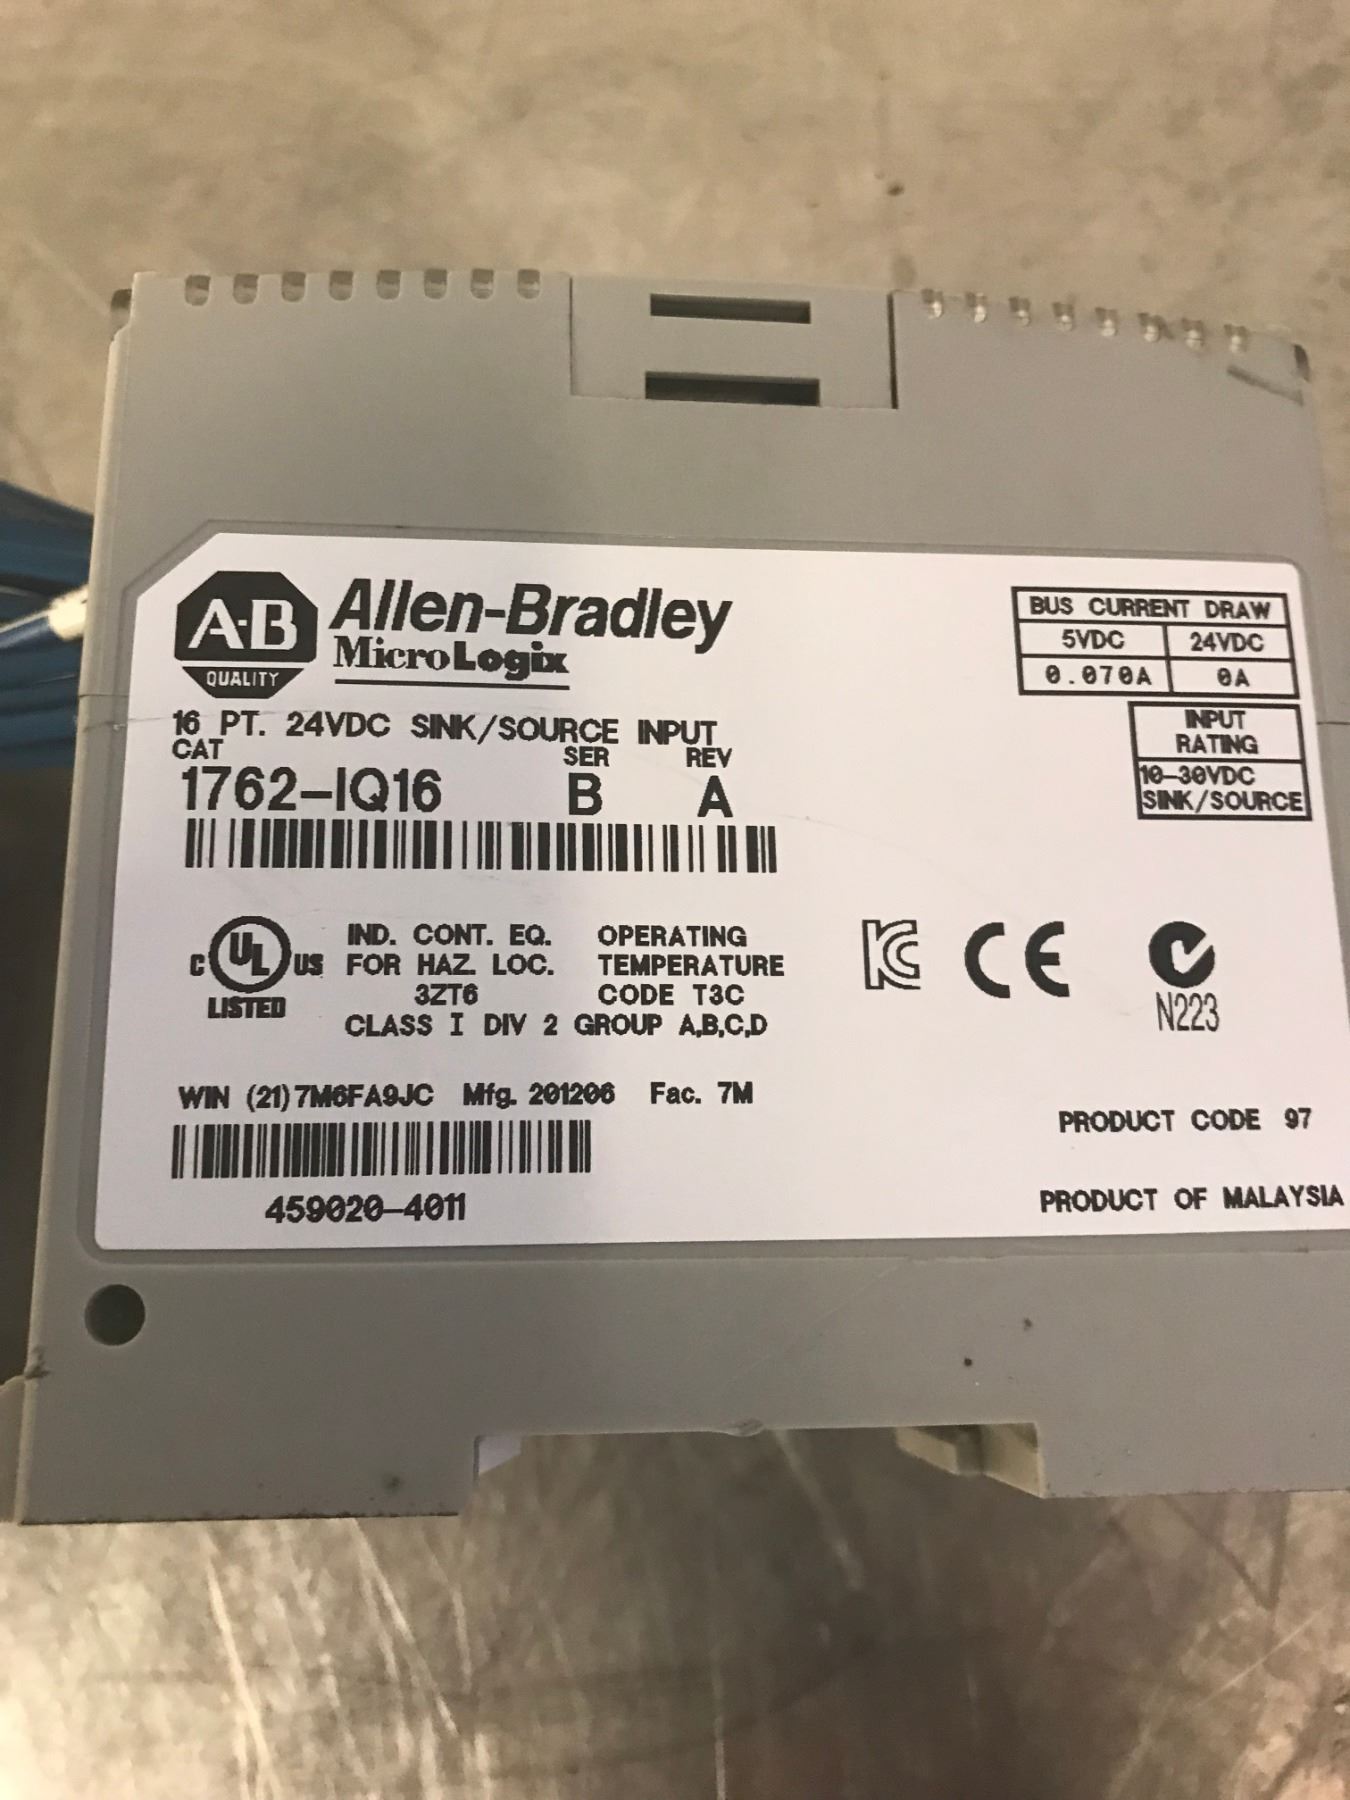 A-B
QUALITY
Allen-Bradley
MicroLogix
16 PT. 24VDC SINK/SOURCE INPUT
CAT SER REV
1762-IQ16 B A
BUS CURRENT DRAW
5VDC 24VDC
0.070A 0A
INPUT
RATING
10-30VDC
SINK/SOURCE
C UL US
LISTED
IND. CONT. EQ.
FOR HAZ. LOC.
3ZT6
OPERATING
TEMPERATURE
CODE T3C
CLASS I DIV 2 GROUP A,B,C,D
KC CE
N223
WIN (21)7M6FA9JC Mfg. 201206 Fac. 7M
459020-4011
PRODUCT CODE 97
PRODUCT OF MALAYSIA